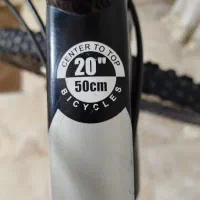 CENTER TO TOP
20"
50cm
BICYCLES